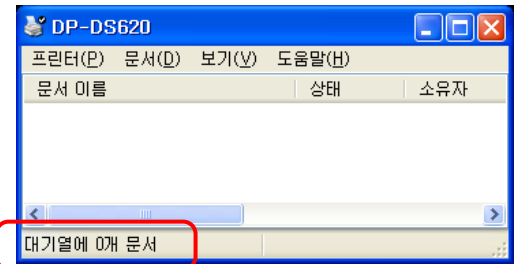 DP-DS620
프린터(P) 문서(D) 보기(V) 도움말(H)
문서 이름 상태 소유자
대기열에 0개 문서